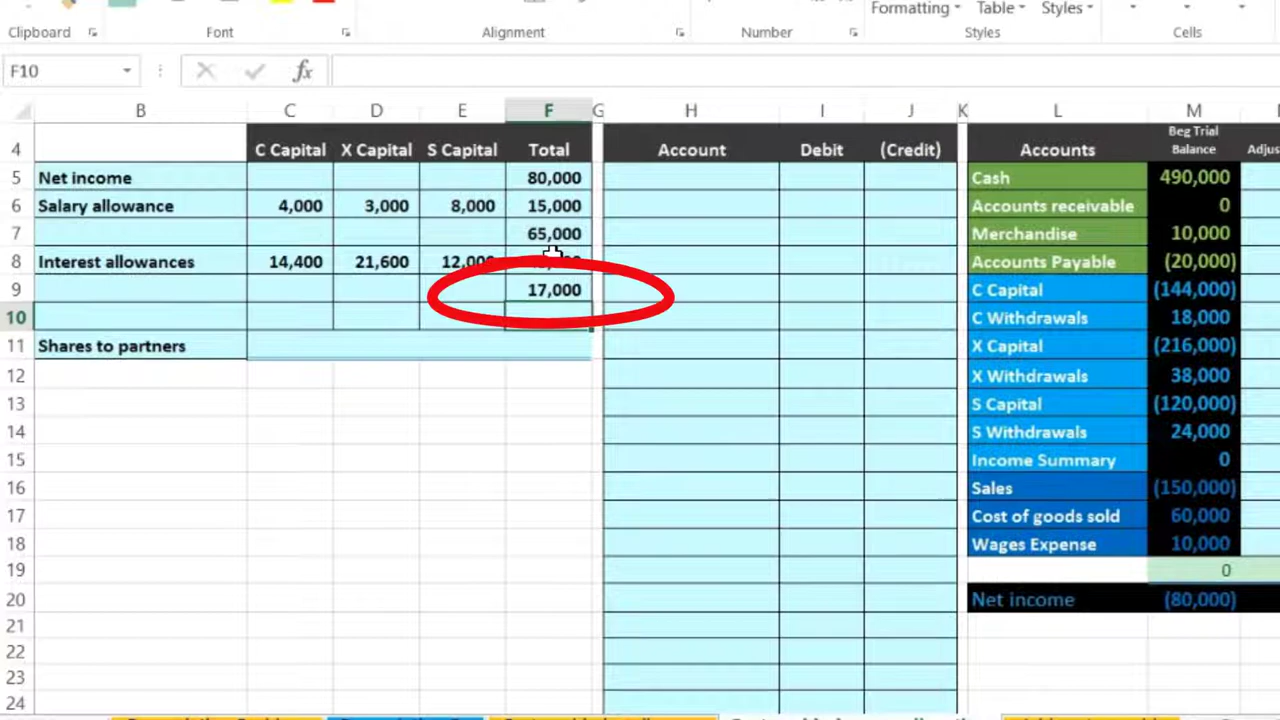 Formatting Table Styles
Clipboard Font Alignment Number Styles Cells
F10 fx
B C D E F G H I J K L M
Beg Trial
4 C Capital X Capital S Capital Total Account Debit (Credit) Accounts Balance Adjus
5 Net income 80,000 Cash 490,000
6 Salary allowance 4,000 3,000 8,000 15,000 Accounts receivable 0
7 65,000 Merchandise 10,000
8 Interest allowances 14,400 21,600 12,000 Accounts Payable (20,000)
9 17,000 C Capital (144,000)
10 C Withdrawals 18,000
11 Shares to partners X Capital (216,000)
12 X Withdrawals 38,000
13 S Capital (120,000)
14 S Withdrawals 24,000
15 Income Summary 0
16 Sales (150,000)
17 Cost of goods sold 60,000
18 Wages Expense 10,000
19 0
20 Net income (80,000)
21
22
23
24